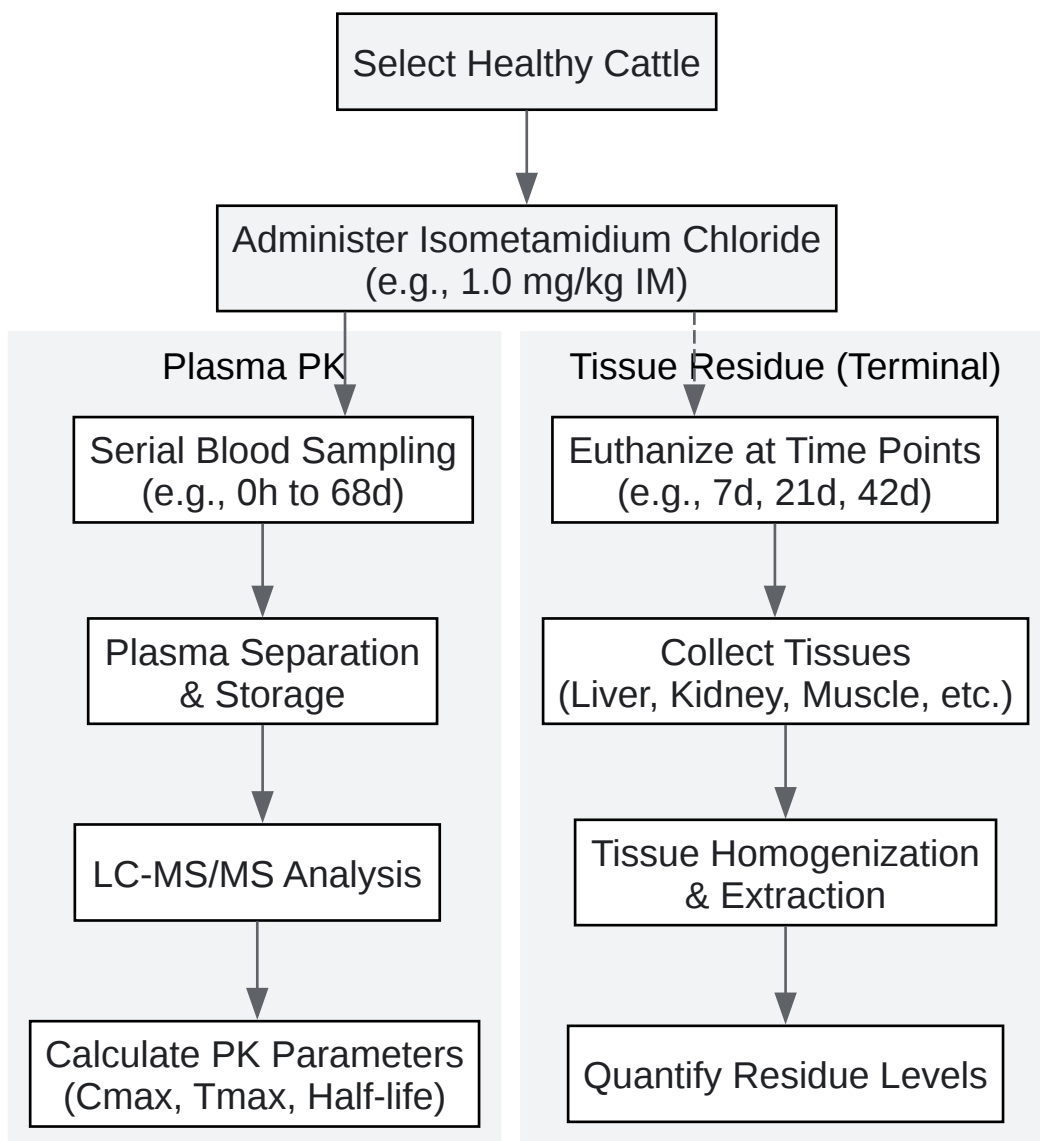 Select Healthy Cattle
Administer Isometamidium Chloride
(e.g., 1.0 mg/kg IM)
Plasma PK
Serial Blood Sampling
(e.g., 0h to 68d)
Plasma Separation
& Storage
LC-MS/MS Analysis
Calculate PK Parameters
(Cmax, Tmax, Half-life)
Tissue Residue (Terminal)
Euthanize at Time Points
(e.g., 7d, 21d, 42d)
Collect Tissues
(Liver, Kidney, Muscle, etc.)
Tissue Homogenization
& Extraction
Quantify Residue Levels